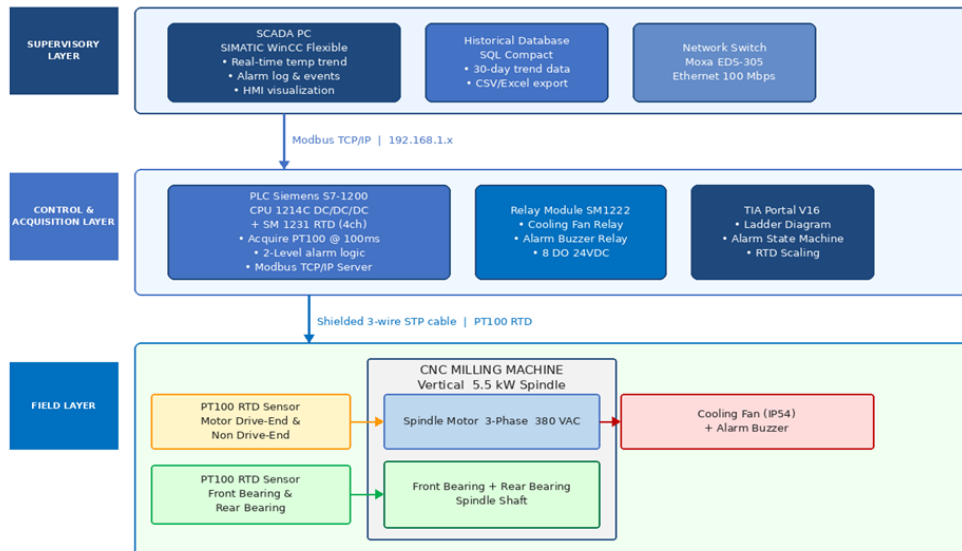 SUPERVISORY
LAYER
SCADA PC
SIMATIC WinCC Flexible
• Real-time temp trend
• Alarm log & events
• HMI visualization
Historical Database
SQL Compact
• 30-day trend data
• CSV/Excel export
Network Switch
Moxa EDS-305
Ethernet 100 Mbps
Modbus TCP/IP | 192.168.1.x
CONTROL &
ACQUISITION LAYER
PLC Siemens S7-1200
CPU 1214C DC/DC/DC
+ SM 1231 RTD (4ch)
• Acquire PT100 @ 100ms
• 2-Level alarm logic
• Modbus TCP/IP Server
Relay Module SM1222
• Cooling Fan Relay
• Alarm Buzzer Relay
• 8 DO 24VDC
TIA Portal V16
• Ladder Diagram
• Alarm State Machine
• RTD Scaling
Shielded 3-wire STP cable | PT100 RTD
FIELD LAYER
CNC MILLING MACHINE
Vertical 5.5 kW Spindle
PT100 RTD Sensor
Motor Drive-End &
Non Drive-End
Spindle Motor 3-Phase 380 VAC
Cooling Fan (IP54)
+ Alarm Buzzer
PT100 RTD Sensor
Front Bearing &
Rear Bearing
Front Bearing + Rear Bearing
Spindle Shaft